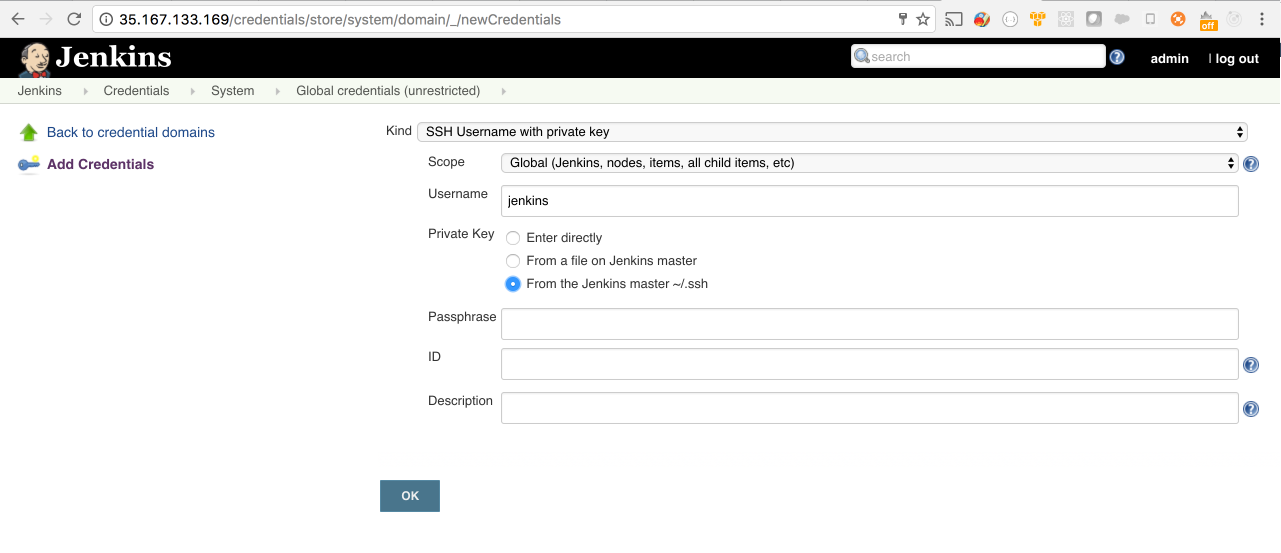 35.167.133.169/credentials/store/system/domain/_/newCredentials
off
Jenkins
search
admin
| log out
Jenkins Credentials System Global credentials (unrestricted)
Back to credential domains
Add Credentials
Kind SSH Username with private key
Scope Global (Jenkins, nodes, items, all child items, etc)
Username jenkins
Private Key Enter directly
From a file on Jenkins master
From the Jenkins master ~/.ssh
Passphrase
ID
Description
OK